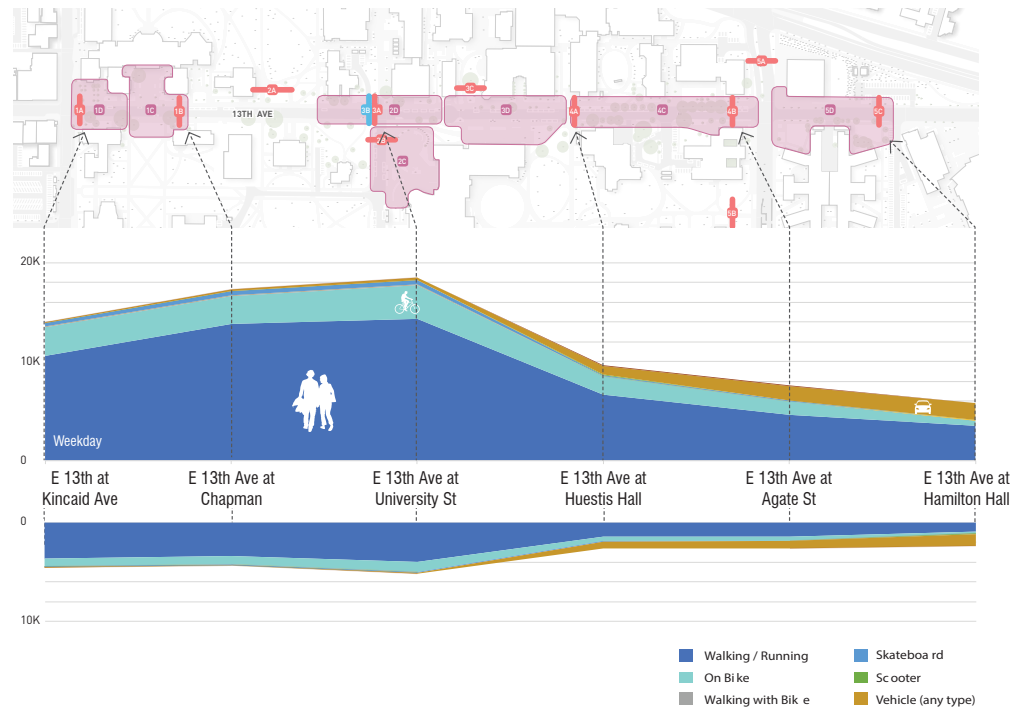 5A
2A
3C
1A
1D
1C
1B
13TH AVE
3B
3A
2D
3D
4A
4C
4B
5D
5C
2C
5B
20K
10K
Weekday
0
E 13th at
Kincaid Ave
E 13th Ave at
Chapman
E 13th Ave at
University St
E 13th Ave at
Huestis Hall
E 13th Ave at
Agate St
E 13th Ave at
Hamilton Hall
0
10K
Walking / Running
On Bi ke
Walking with Bik e
Skateboa rd
Sc ooter
Vehicle (any type)